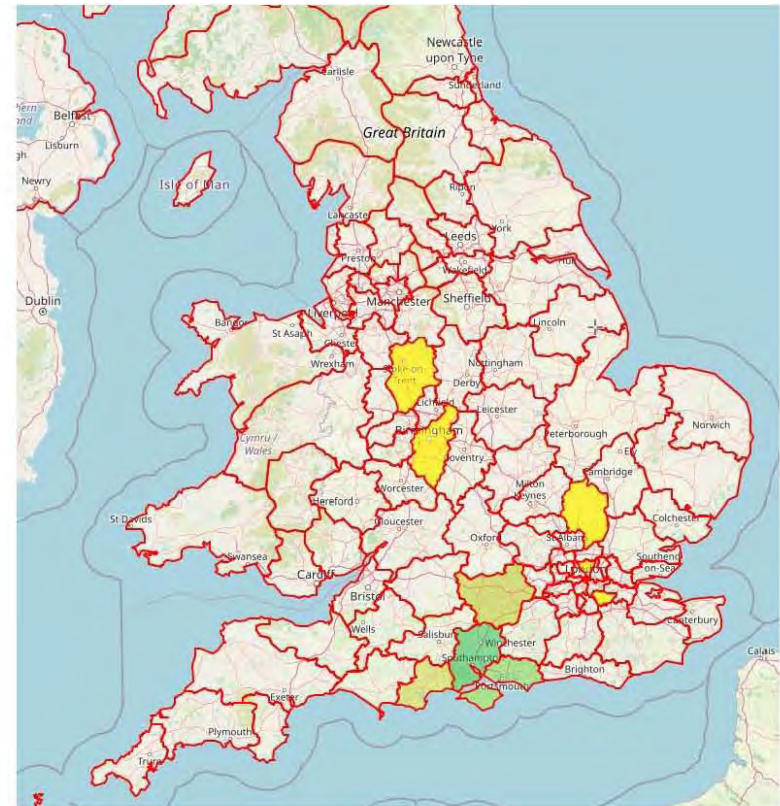 Newcastle
upon Tyne
Carlisle
Sunderland
Belfast
Great Britain
Lisburn
Newry
Isle of Man
Ripon
Lancaster
York
Leeds
Preston
Wakefield
Hull
Manchester
Sheffield
Dublin
Liverpool
Bangor
Lincoln
St Asaph
Chester
Wrexham
Stoke-on-
Trent
Nottingham
Derby
Lichfield
Norwich
Leicester
Birmingham
Peterborough
Ely
Cymru /
Wales
Coventry
Cambridge
Worcester
Milton
Keynes
Hereford
St Davids
Gloucester
Colchester
Oxford
St Albans
Swansea
Southend-
on-Sea
London
Cardiff
Bristol
Canterbury
Wells
Salisbury
Winchester
Calais
Southampton
Brighton
Portsmouth
Exeter
Plymouth
Truro